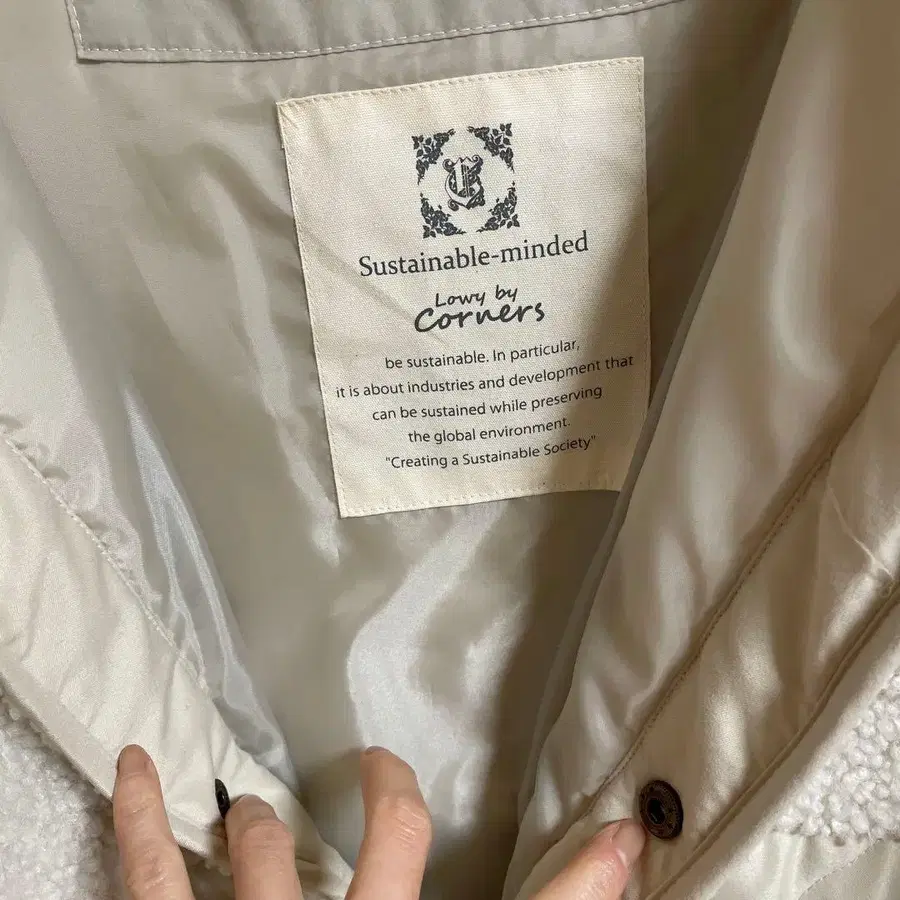 Sustainable-minded
Lowy by
Corners
be sustainable. In particular,
it is about industries and development that
can be sustained while preserving
the global environment.
"Creating a Sustainable Society"